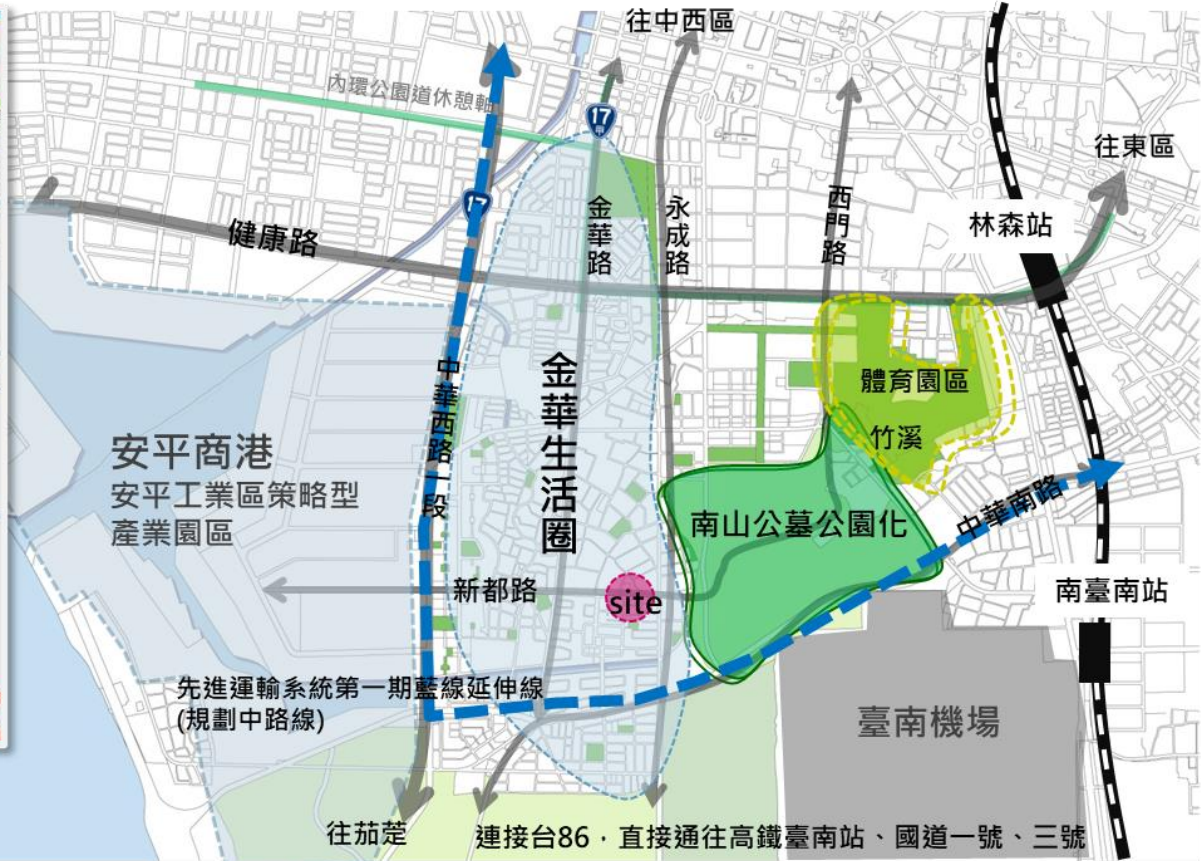 往中西區
內環公園道休憩軸
17
甲
往東區
17
金華路
永成路
西門路
林森站
健康路
體育園區
中華西路一段
金華生活圈
竹溪
安平商港
安平工業區策略型
產業園區
南山公墓公園化
中華南路
新都路
site
南臺南站
先進運輸系統第一期藍線延伸線
(規劃中路線)
臺南機場
往茄萣
連接台86，直接通往高鐵臺南站、國道一號、三號